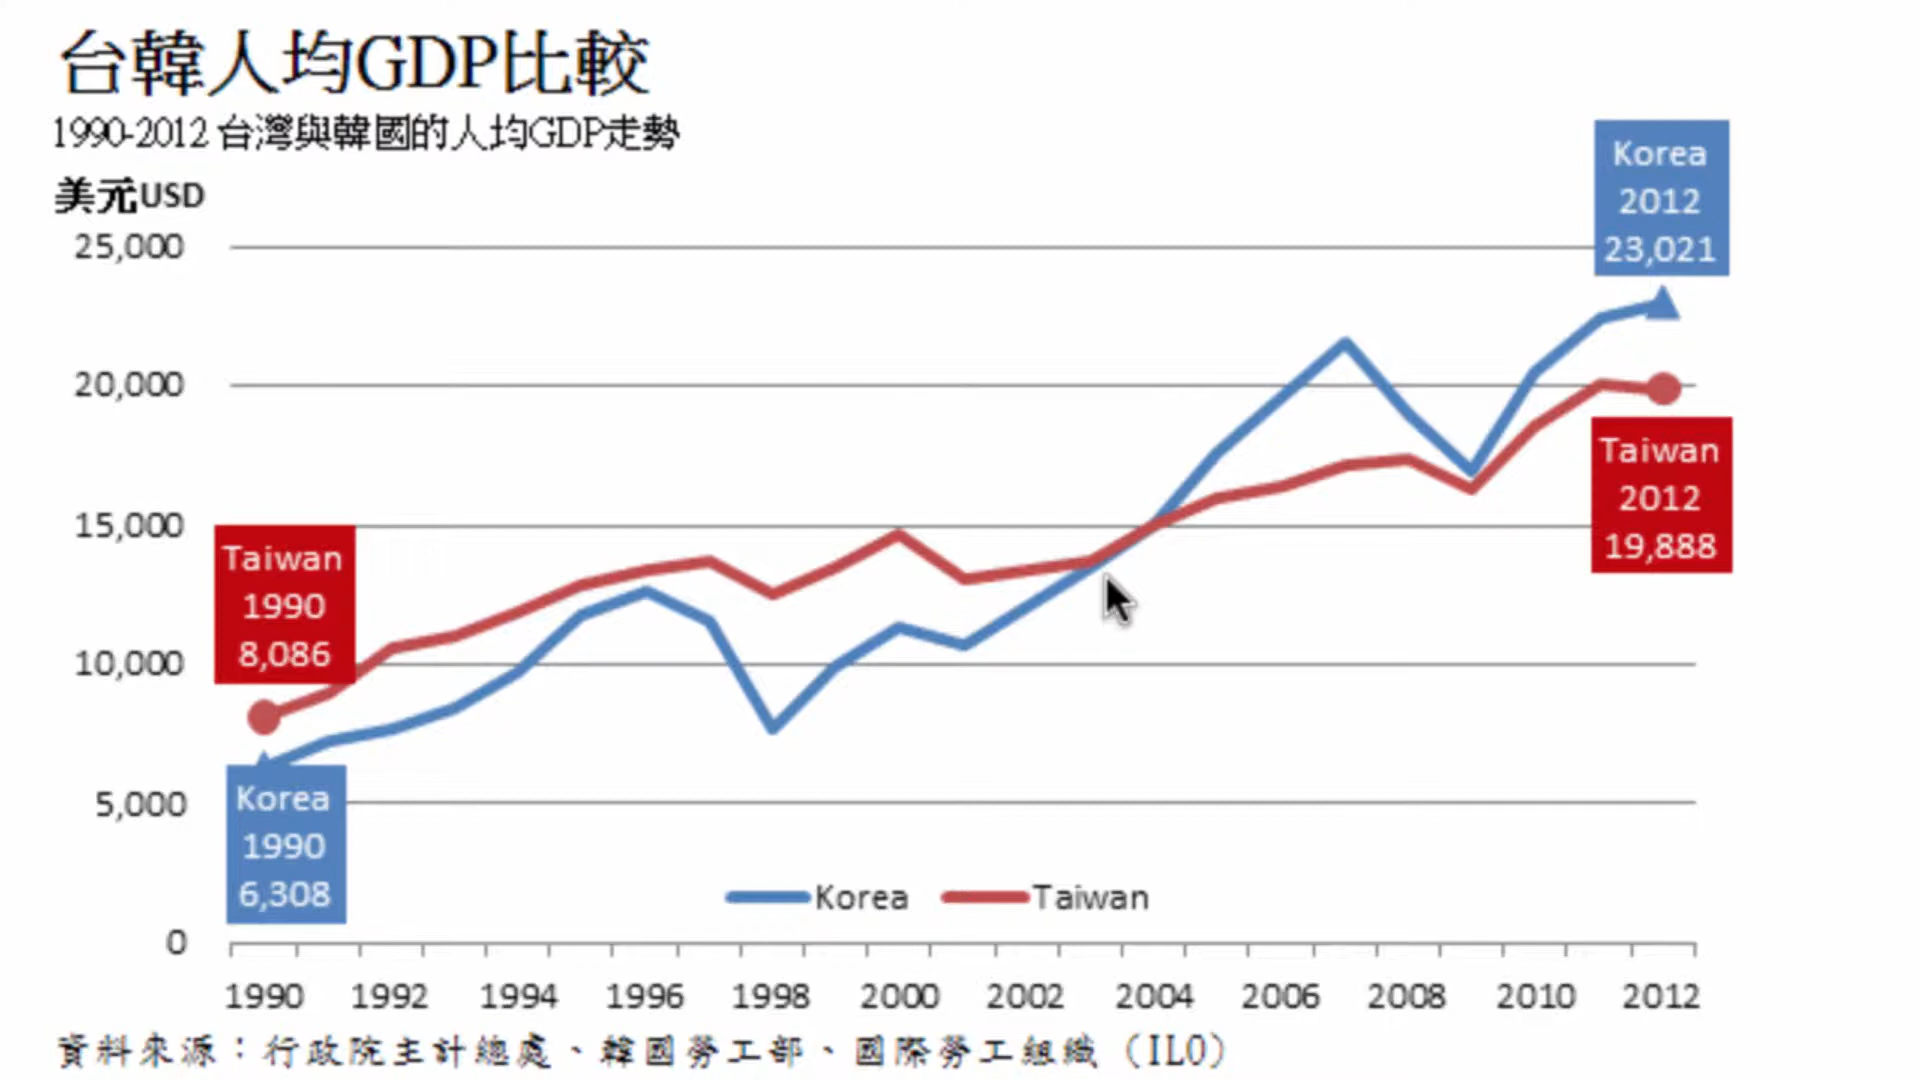 台韓人均GDP比較
1990-2012 台灣與韓國的人均GDP走勢
美元USD
Korea
2012
23,021
25,000
20,000
15,000
10,000
5,000
0
Taiwan
2012
19,888
Taiwan
1990
8,086
Korea
1990
6,308
Korea Taiwan
1990 1992 1994 1996 1998 2000 2002 2004 2006 2008 2010 2012
資料來源：行政院主計總處、韓國勞工部、國際勞工組織（ILO）